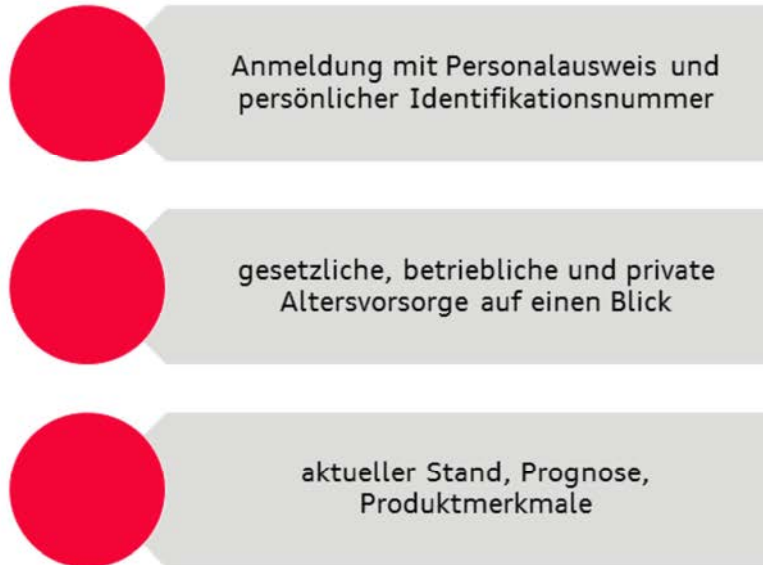 Anmeldung mit Personalausweis und
persönlicher Identifikationsnummer
gesetzliche, betriebliche und private
Altersvorsorge auf einen Blick
aktueller Stand, Prognose,
Produktmerkmale